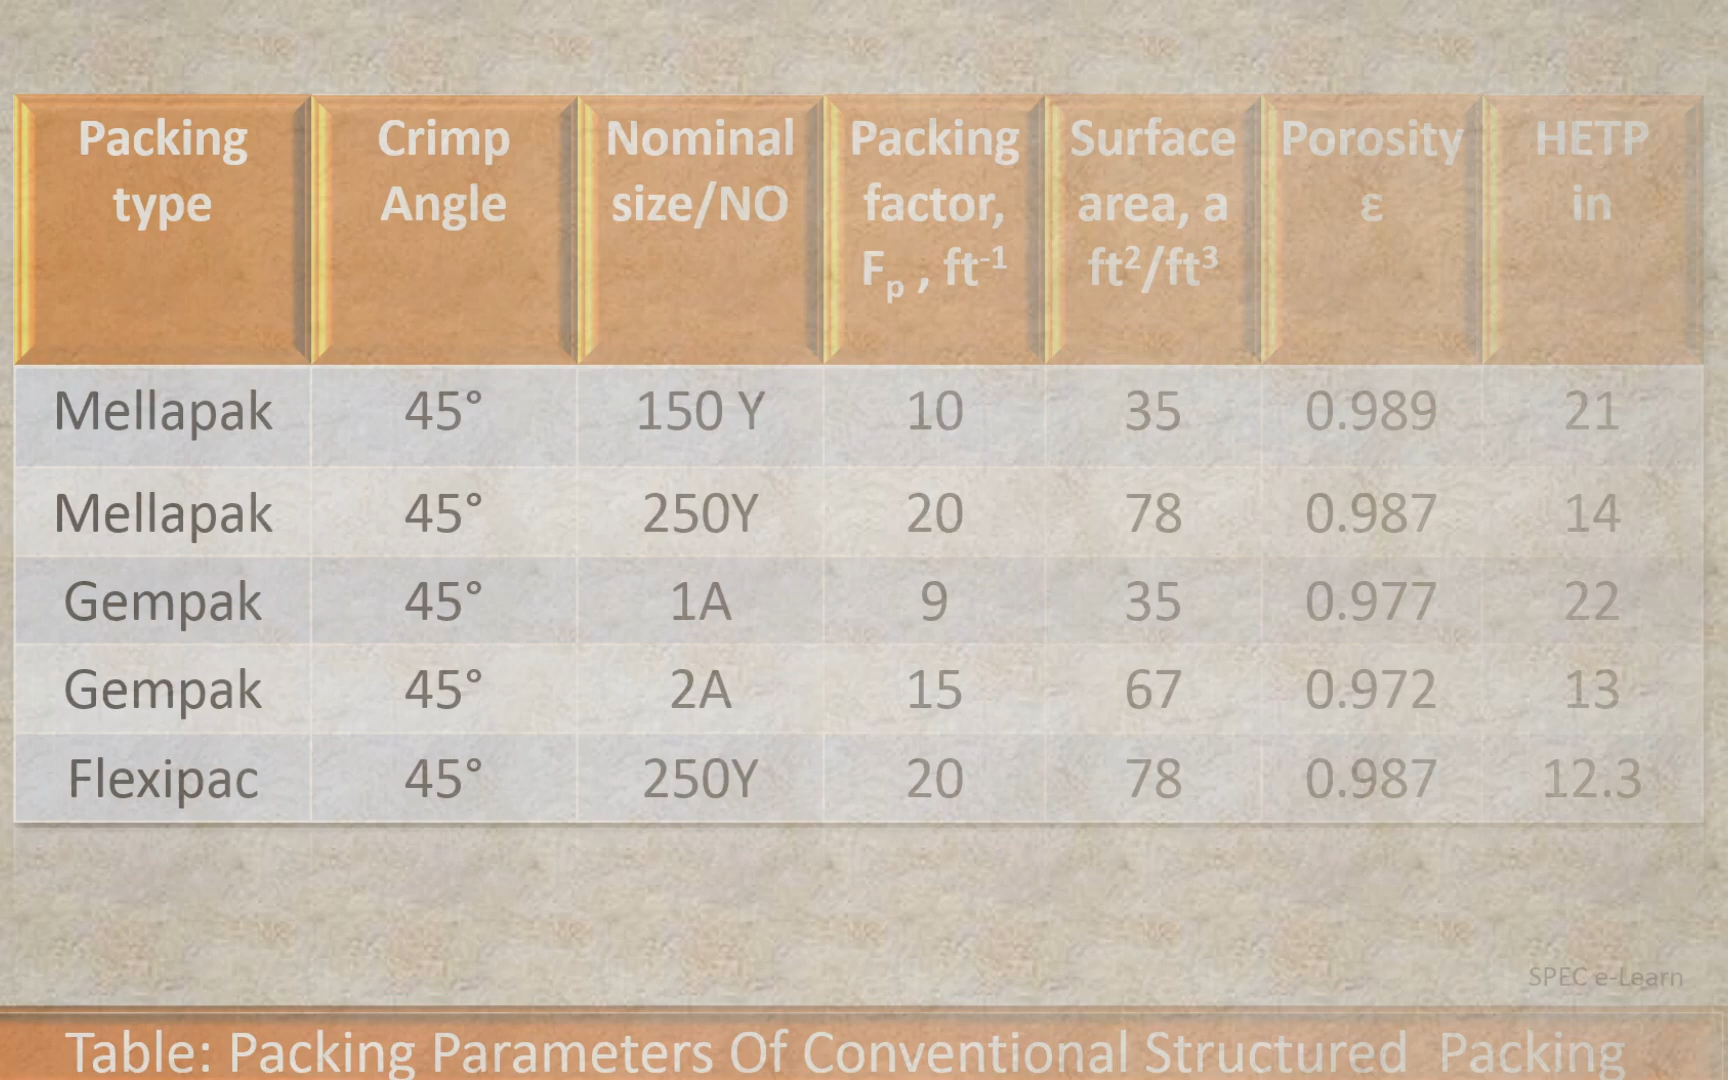 Packing type Crimp Angle Nominal size/NO Packing factor, Fp , ft-1 Surface area, a ft2/ft3 Porosity ε HETP in
Mellapak 45° 150 Y 10 35 0.989 21
Mellapak 45° 250Y 20 78 0.987 14
Gempak 45° 1A 9 35 0.977 22
Gempak 45° 2A 15 67 0.972 13
Flexipac 45° 250Y 20 78 0.987 12.3
SPEC e-Learn
Table: Packing Parameters Of Conventional Structured Packing